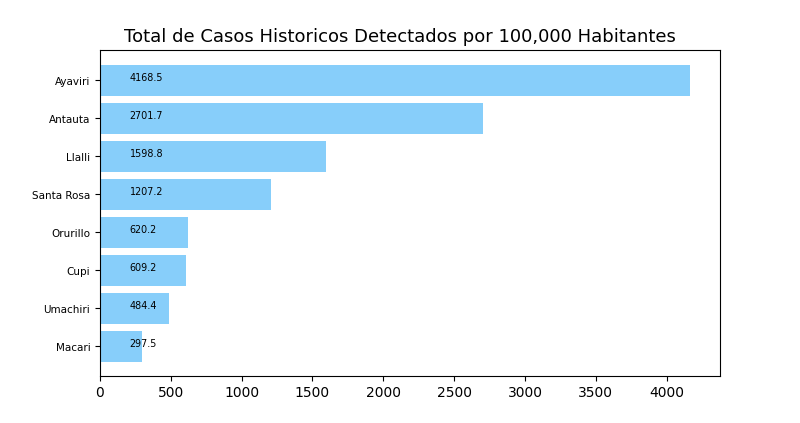 Total de Casos Historicos Detectados por 100,000 Habitantes
Ayaviri 4168.5
Antauta 2701.7
Llalli 1598.8
Santa Rosa 1207.2
Orurillo 620.2
Cupi 609.2
Umachiri 484.4
Macari 297.5
0 500 1000 1500 2000 2500 3000 3500 4000